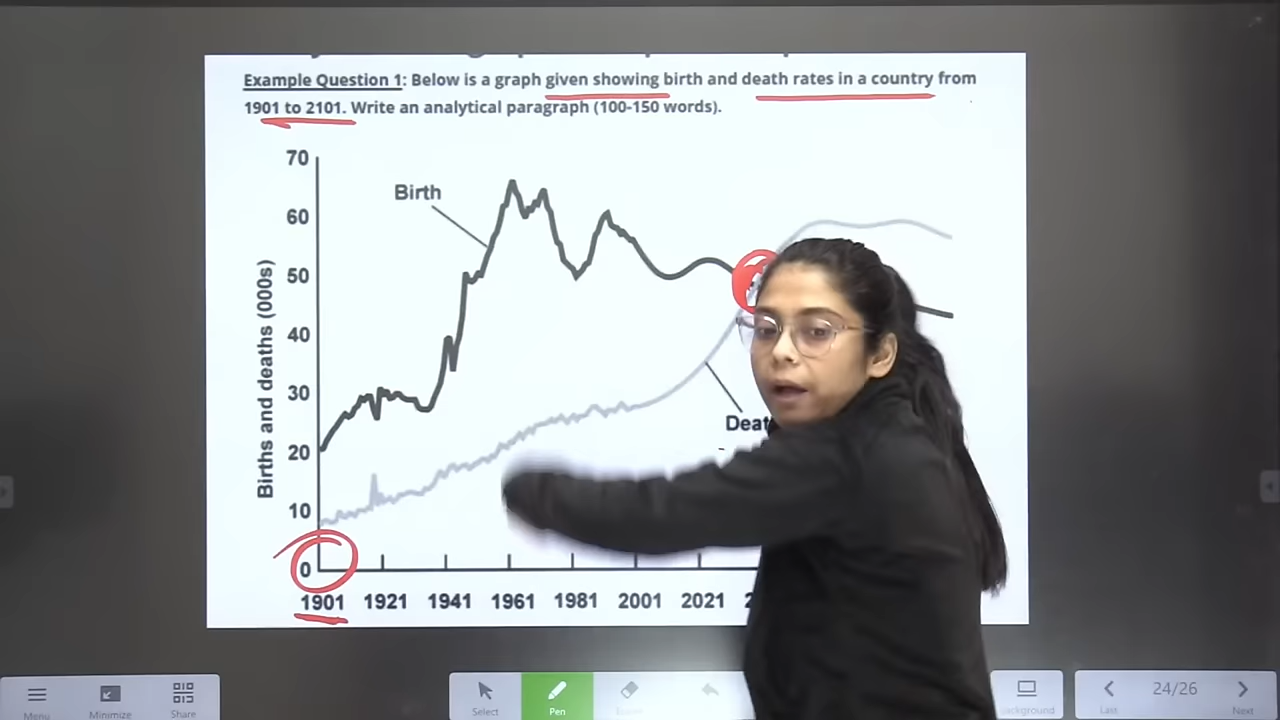 Example Question 1: Below is a graph given showing birth and death rates in a country from
1901 to 2101. Write an analytical paragraph (100-150 words).
70
60
50
40
30
20
10
0
Births and deaths (000s)
Birth
1901 1921 1941 1961 1981 2001 2021
Menu
Minimize
Share
Select
Pen
Eraser
24/26
Last
Next